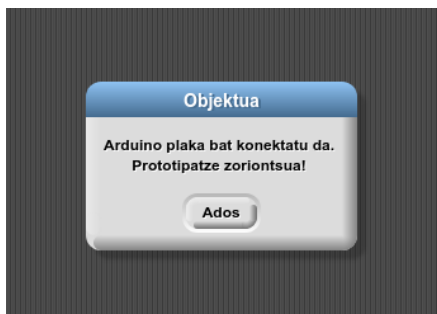 Objektua
Arduino plaka bat konektatu da.
Prototipatze zoriontsua!
Ados